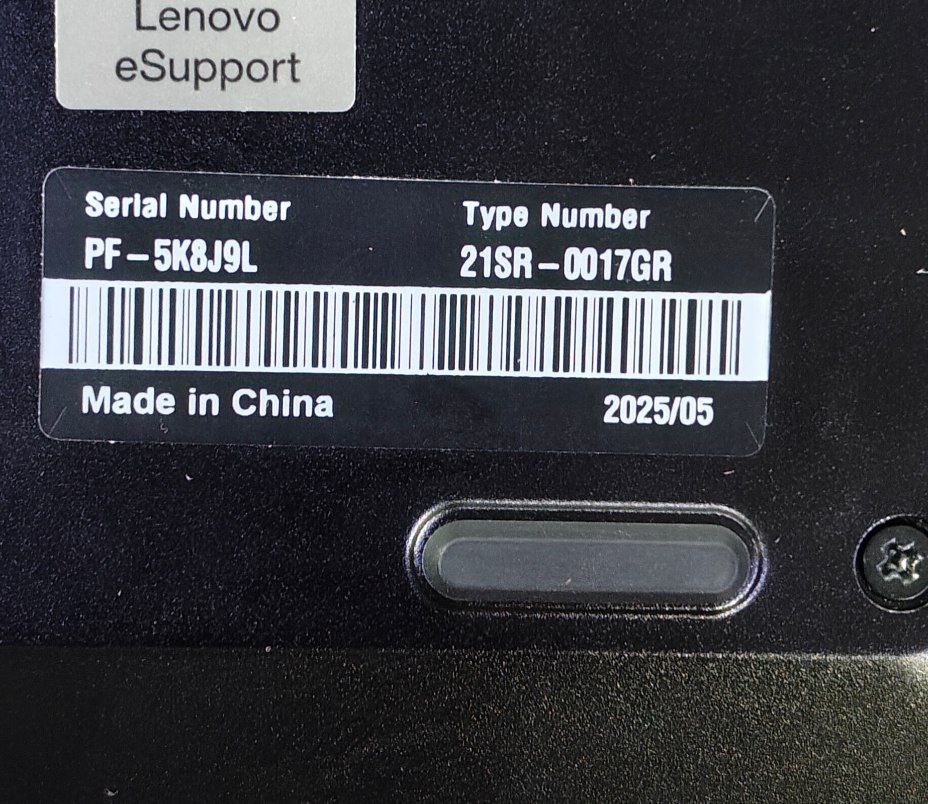 Lenovo
eSupport
Serial Number
Type Number
PF-5K8J9L
21SR-0017GR
Made in China
2025/05